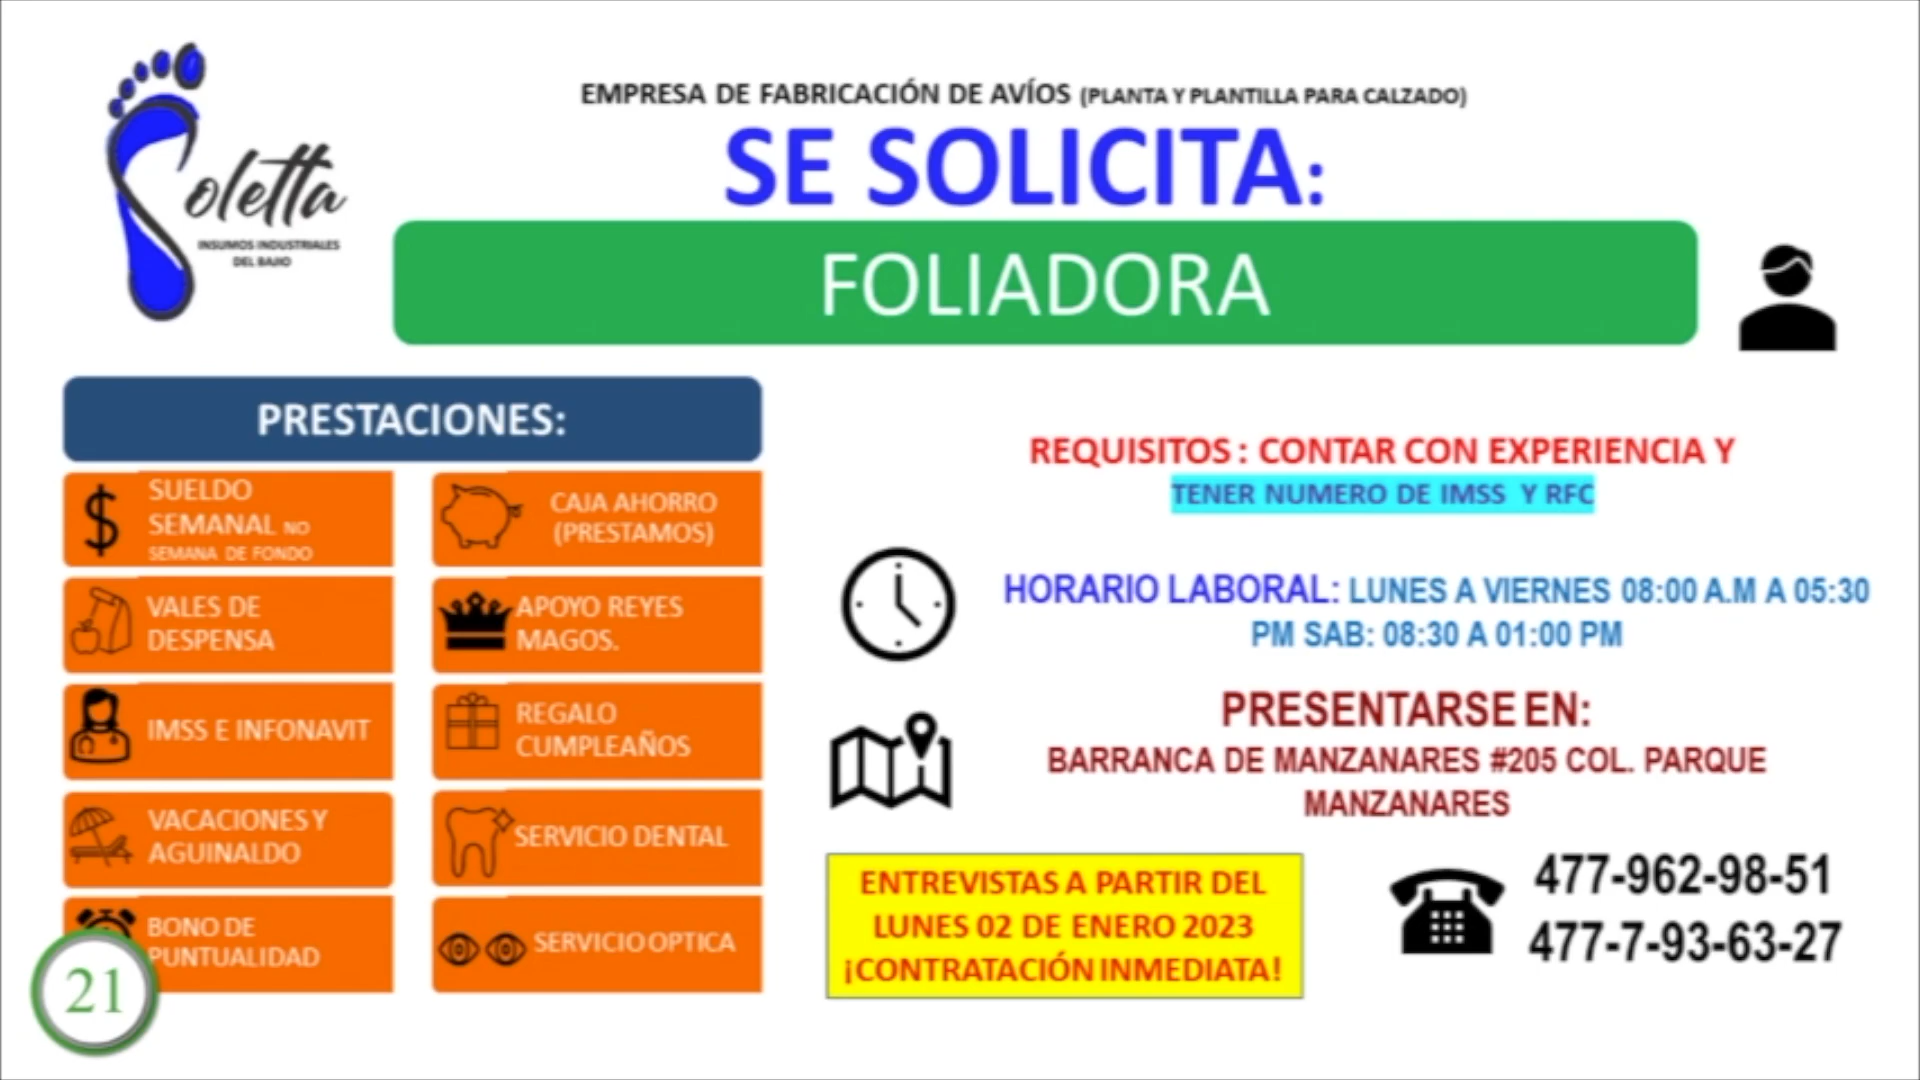 Soletta
INSUMOS INDUSTRIALES
DEL BAJIO
EMPRESA DE FABRICACIÓN DE AVÍOS (PLANTA Y PLANTILLA PARA CALZADO)
SE SOLICITA:
FOLIADORA
PRESTACIONES:
SUELDO
SEMANAL NO
SEMANA DE FONDO
CAJA AHORRO
(PRESTAMOS)
VALES DE
DESPENSA
APOYO REYES
MAGOS.
IMSS E INFONAVIT
REGALO
CUMPLEAÑOS
VACACIONES Y
AGUINALDO
SERVICIO DENTAL
BONO DE
PUNTUALIDAD
SERVICIO OPTICA
21
REQUISITOS : CONTAR CON EXPERIENCIA Y
TENER NUMERO DE IMSS Y RFC
HORARIO LABORAL: LUNES A VIERNES 08:00 A.M A 05:30
PM SAB: 08:30 A 01:00 PM
PRESENTARSE EN:
BARRANCA DE MANZANARES #205 COL. PARQUE
MANZANARES
ENTREVISTAS A PARTIR DEL
LUNES 02 DE ENERO 2023
¡CONTRATACIÓN INMEDIATA!
477-962-98-51
477-7-93-63-27